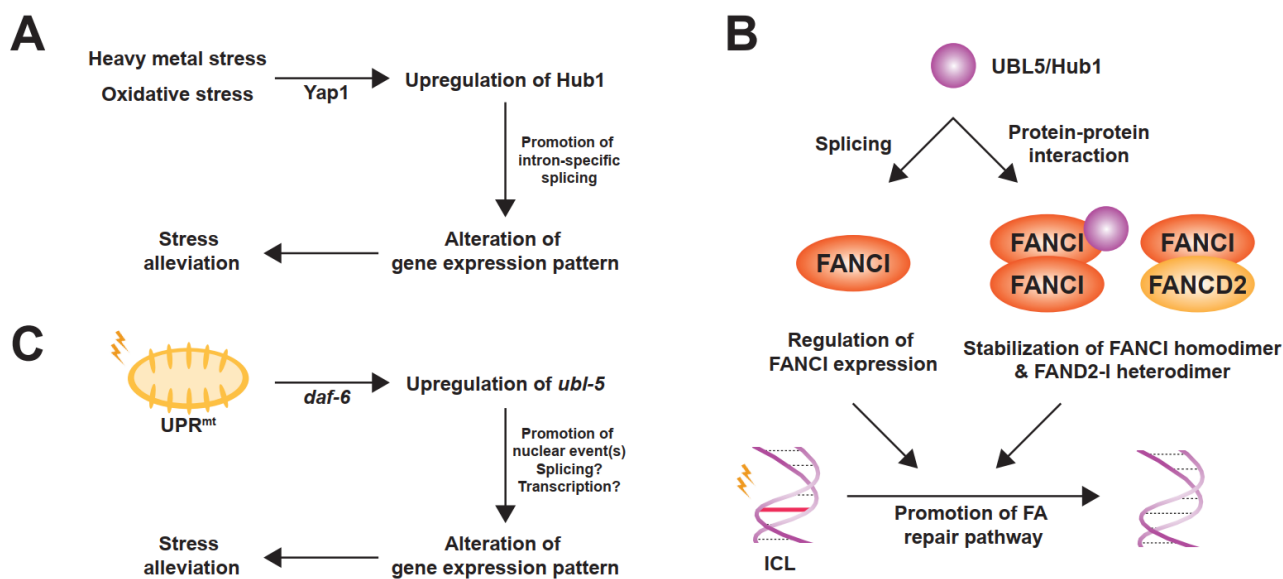 A
Heavy metal stress
Oxidative stress
Yap1
Upregulation of Hub1
Promotion of
intron-specific
splicing
Stress
alleviation
Alteration of
gene expression pattern
B
UBL5/Hub1
Splicing
Protein-protein
interaction
FANCI
FANCI
FANCI
FANCI
FANCD2
Regulation of
FANCI expression
Stabilization of FANCI homodimer
& FAND2-I heterodimer
ICL
Promotion of FA
repair pathway
C
UPRmt
daf-6
Upregulation of ubl-5
Promotion of
nuclear event(s)
Splicing?
Transcription?
Stress
alleviation
Alteration of
gene expression pattern